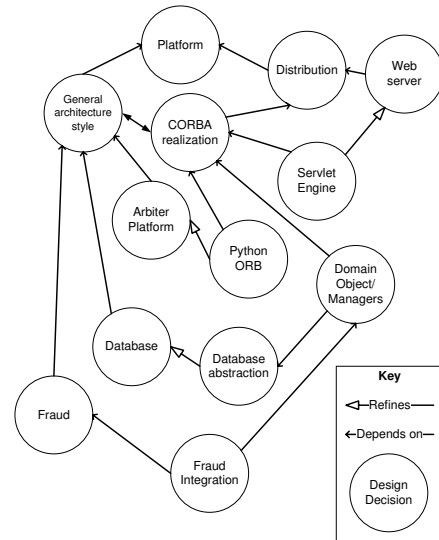 Platform
Distribution
Web
server
General
architecture
style
CORBA
realization
Servlet
Engine
Arbiter
Platform
Python
ORB
Domain
Object/
Managers
Database
Database
abstraction
Fraud
Fraud
Integration
Key
Refines
Depends on
Design
Decision